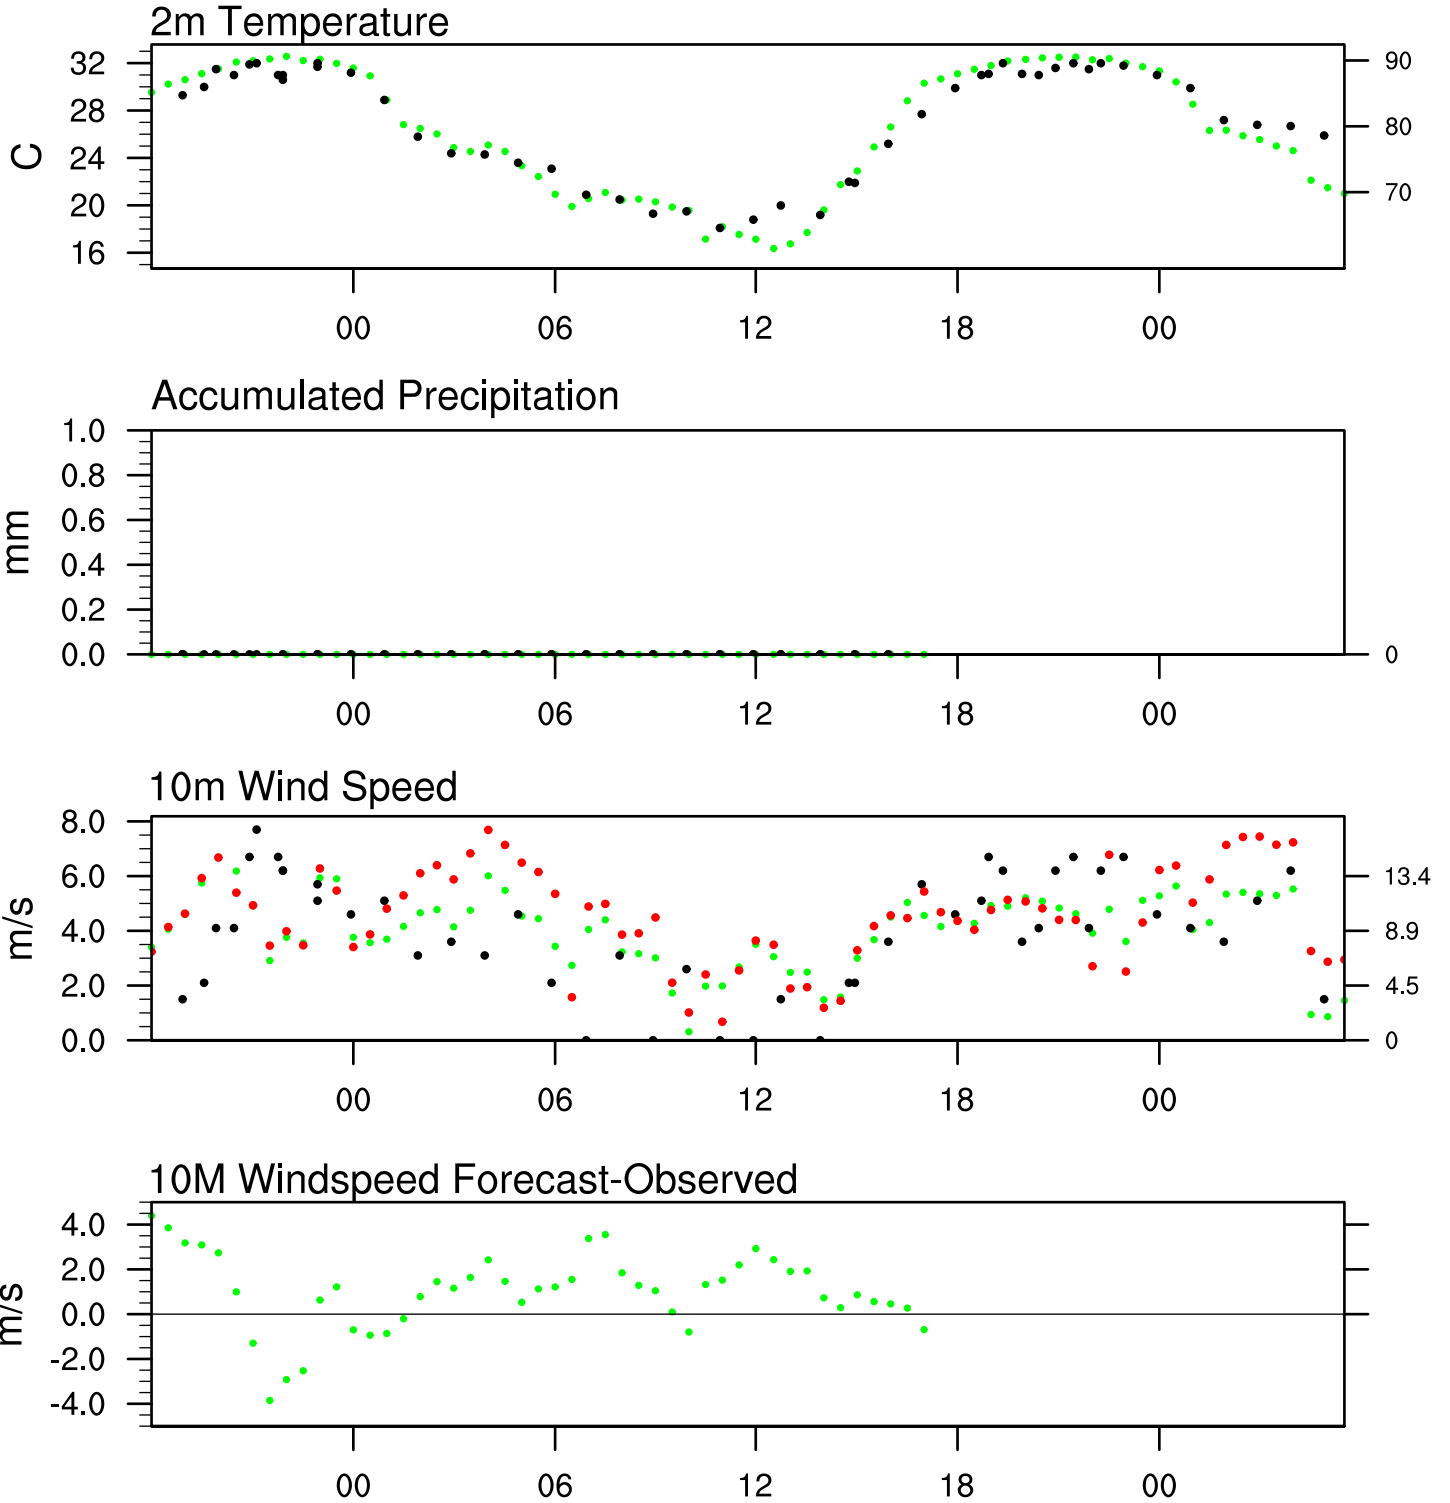 2m Temperature
32
28
24
20
16
C
90
80
70
00 06 12 18 00
Accumulated Precipitation
1.0
0.8
0.6
0.4
0.2
0.0
mm
0
00 06 12 18 00
10m Wind Speed
8.0
6.0
4.0
2.0
0.0
m/s
13.4
8.9
4.5
0
00 06 12 18 00
10M Windspeed Forecast-Observed
4.0
2.0
0.0
-2.0
-4.0
m/s
00 06 12 18 00